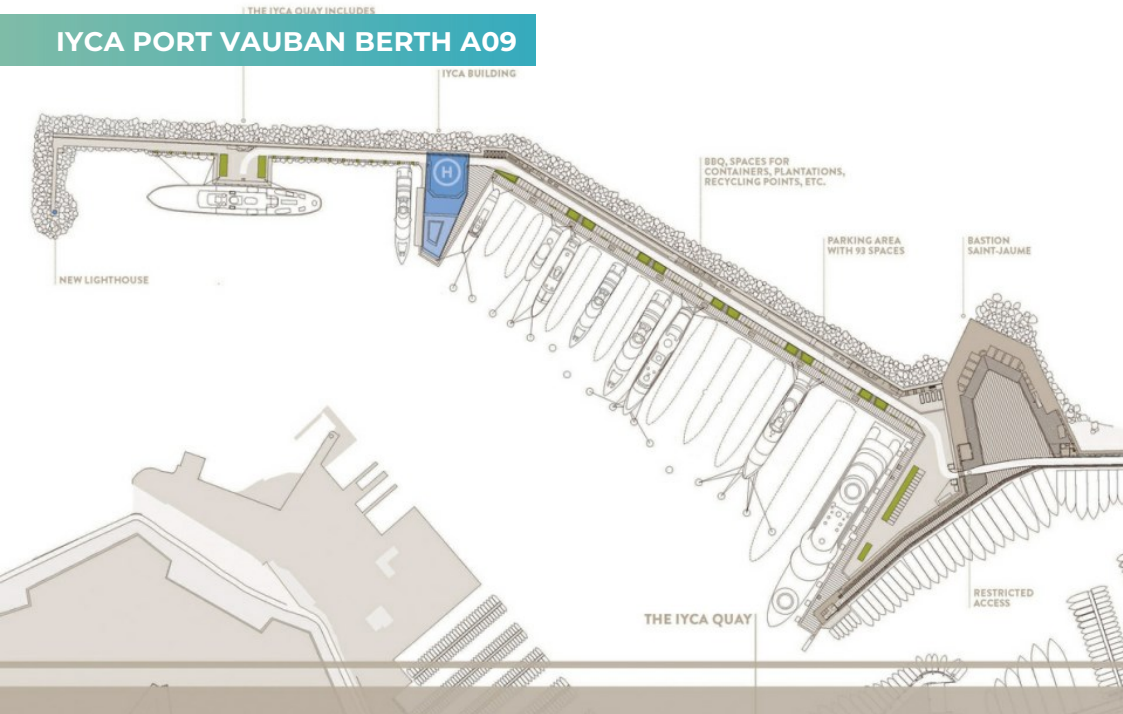 THE IYCA QUAY INCLUDES
IYCA PORT VAUBAN BERTH A09
IYCA BUILDING
H
BBQ, SPACES FOR
CONTAINERS, PLANTATIONS,
RECYCLING POINTS, ETC.
PARKING AREA
WITH 93 SPACES
BASTION
SAINT-JAUME
NEW LIGHTHOUSE
RESTRICTED
ACCESS
THE IYCA QUAY